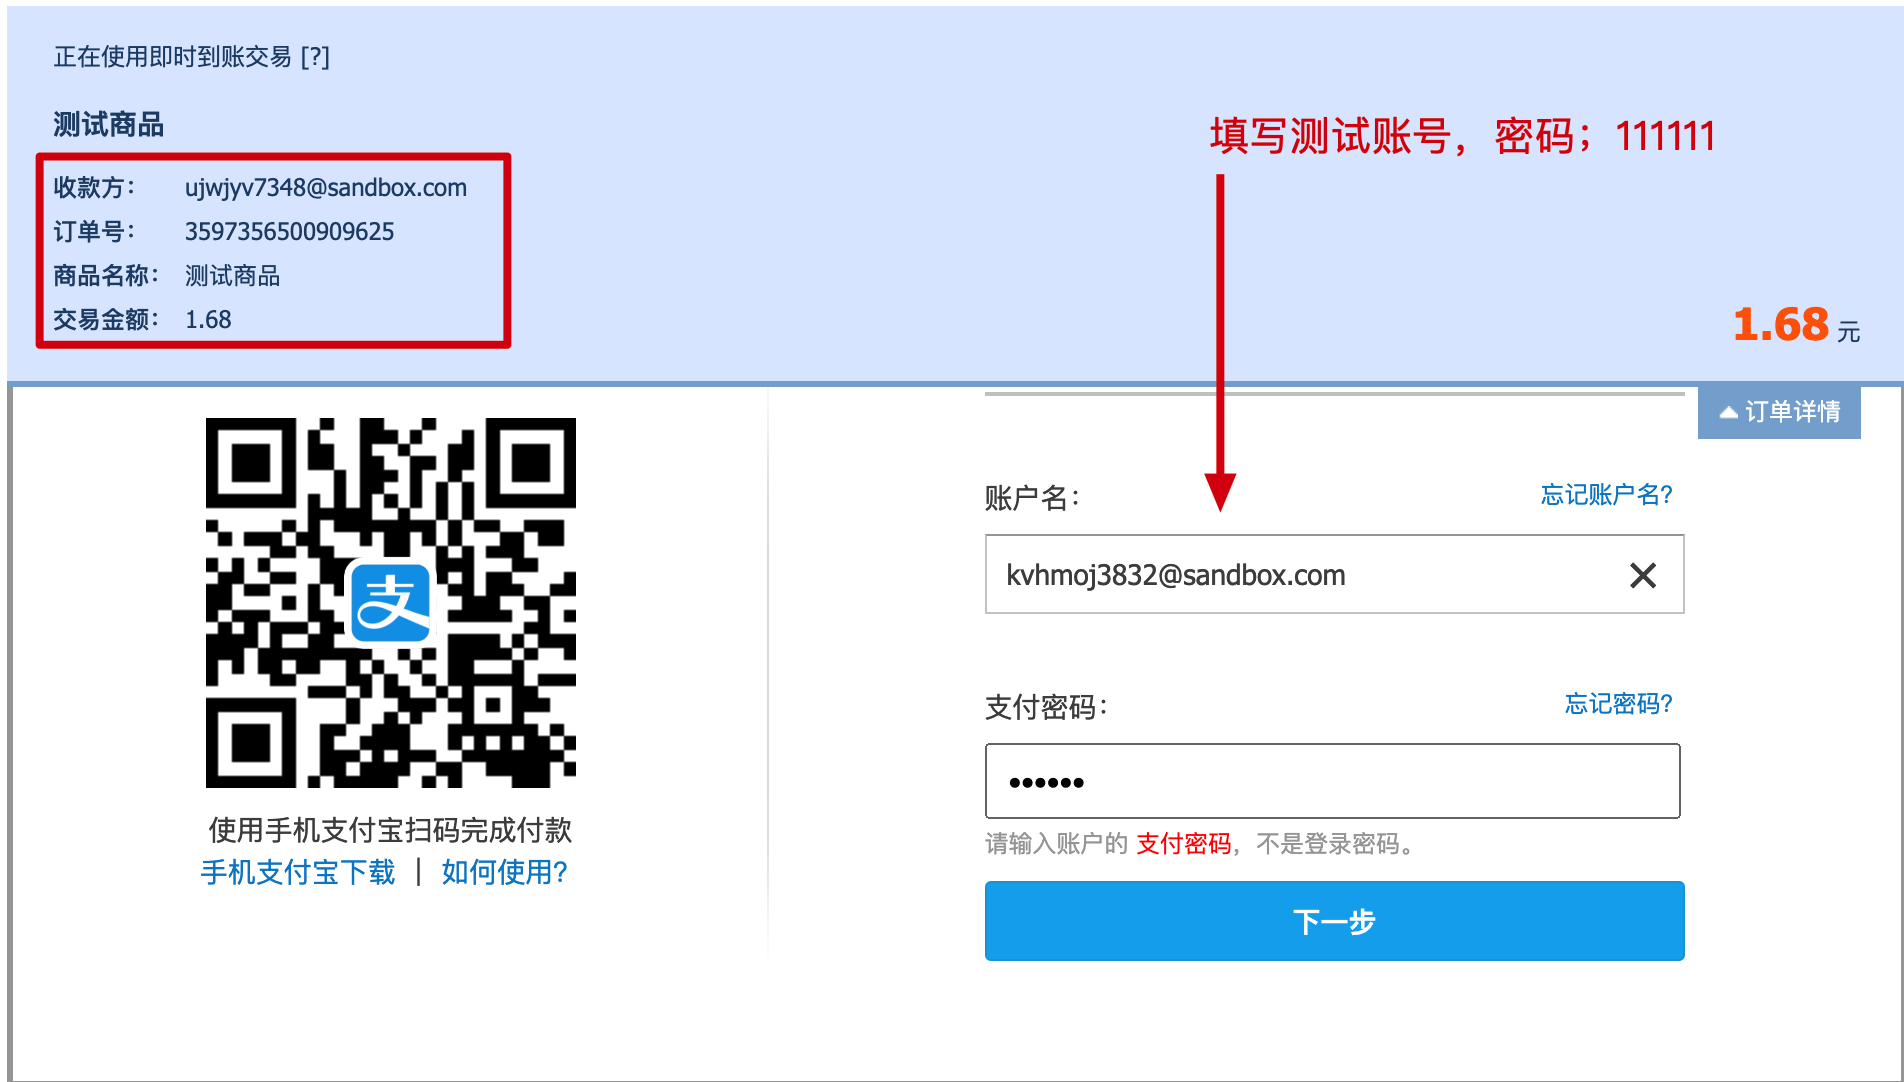 正在使用即时到账交易 [?]
测试商品
填写测试账号，密码；111111
收款方： ujwjyv7348@sandbox.com
订单号： 3597356500909625
商品名称： 测试商品
交易金额： 1.68
1.68 元
订单详情
账户名：
忘记账户名?
kvhmoj3832@sandbox.com
支
支付密码：
忘记密码?
••••••
请输入账户的 支付密码，不是登录密码。
下一步
使用手机支付宝扫码完成付款
手机支付宝下载 | 如何使用?